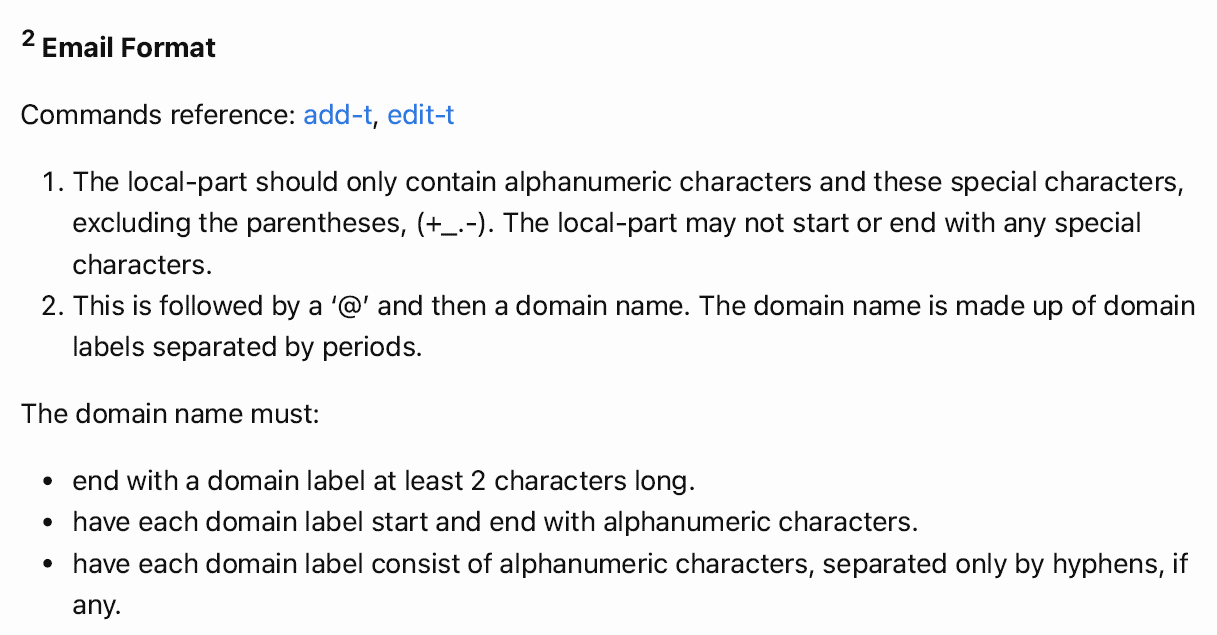 2 Email Format
Commands reference: add-t, edit-t
1. The local-part should only contain alphanumeric characters and these special characters,
excluding the parentheses, (+_.-). The local-part may not start or end with any special
characters.
2. This is followed by a ‘@’ and then a domain name. The domain name is made up of domain
labels separated by periods.
The domain name must:
• end with a domain label at least 2 characters long.
• have each domain label start and end with alphanumeric characters.
• have each domain label consist of alphanumeric characters, separated only by hyphens, if
any.